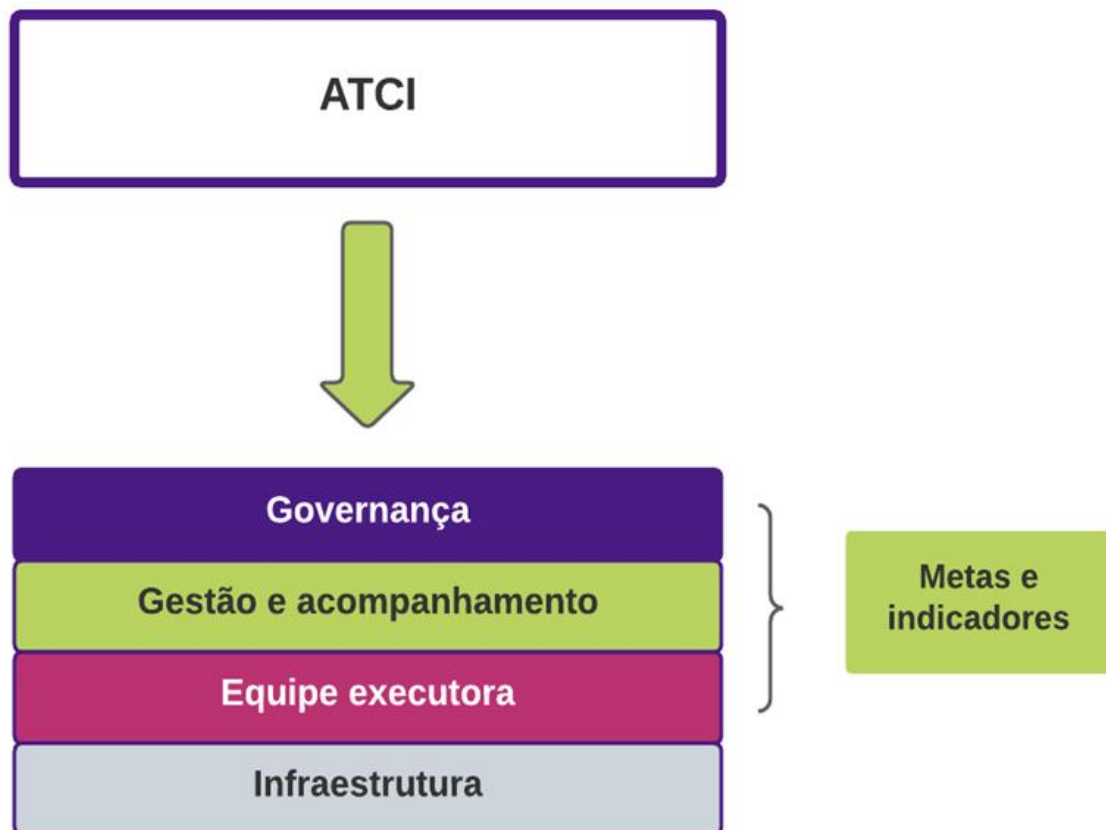 ATCI
Governança
Gestão e acompanhamento
Equipe executora
Infraestrutura
Metas e
indicadores